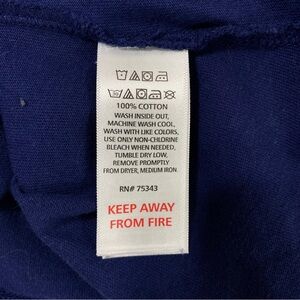 100% COTTON
WASH INSIDE OUT,
MACHINE WASH COOL,
WASH WITH LIKE COLORS,
USE ONLY NON-CHLORINE
BLEACH WHEN NEEDED,
TUMBLE DRY LOW,
REMOVE PROMPTLY
FROM DRYER, MEDIUM IRON.
RN# 75343
KEEP AWAY
FROM FIRE